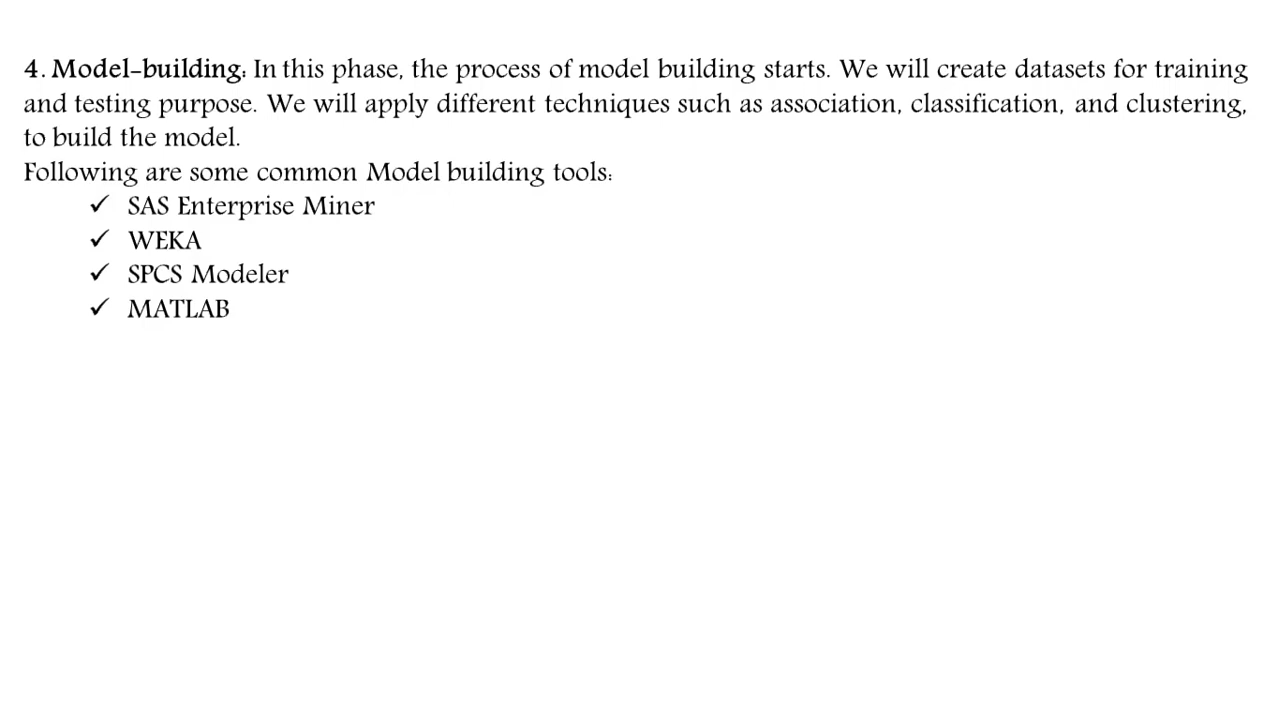 4. Model-building: In this phase, the process of model building starts. We will create datasets for training
and testing purpose. We will apply different techniques such as association, classification, and clustering,
to build the model.
Following are some common Model building tools:
✓ SAS Enterprise Miner
✓ WEKA
✓ SPCS Modeler
✓ MATLAB